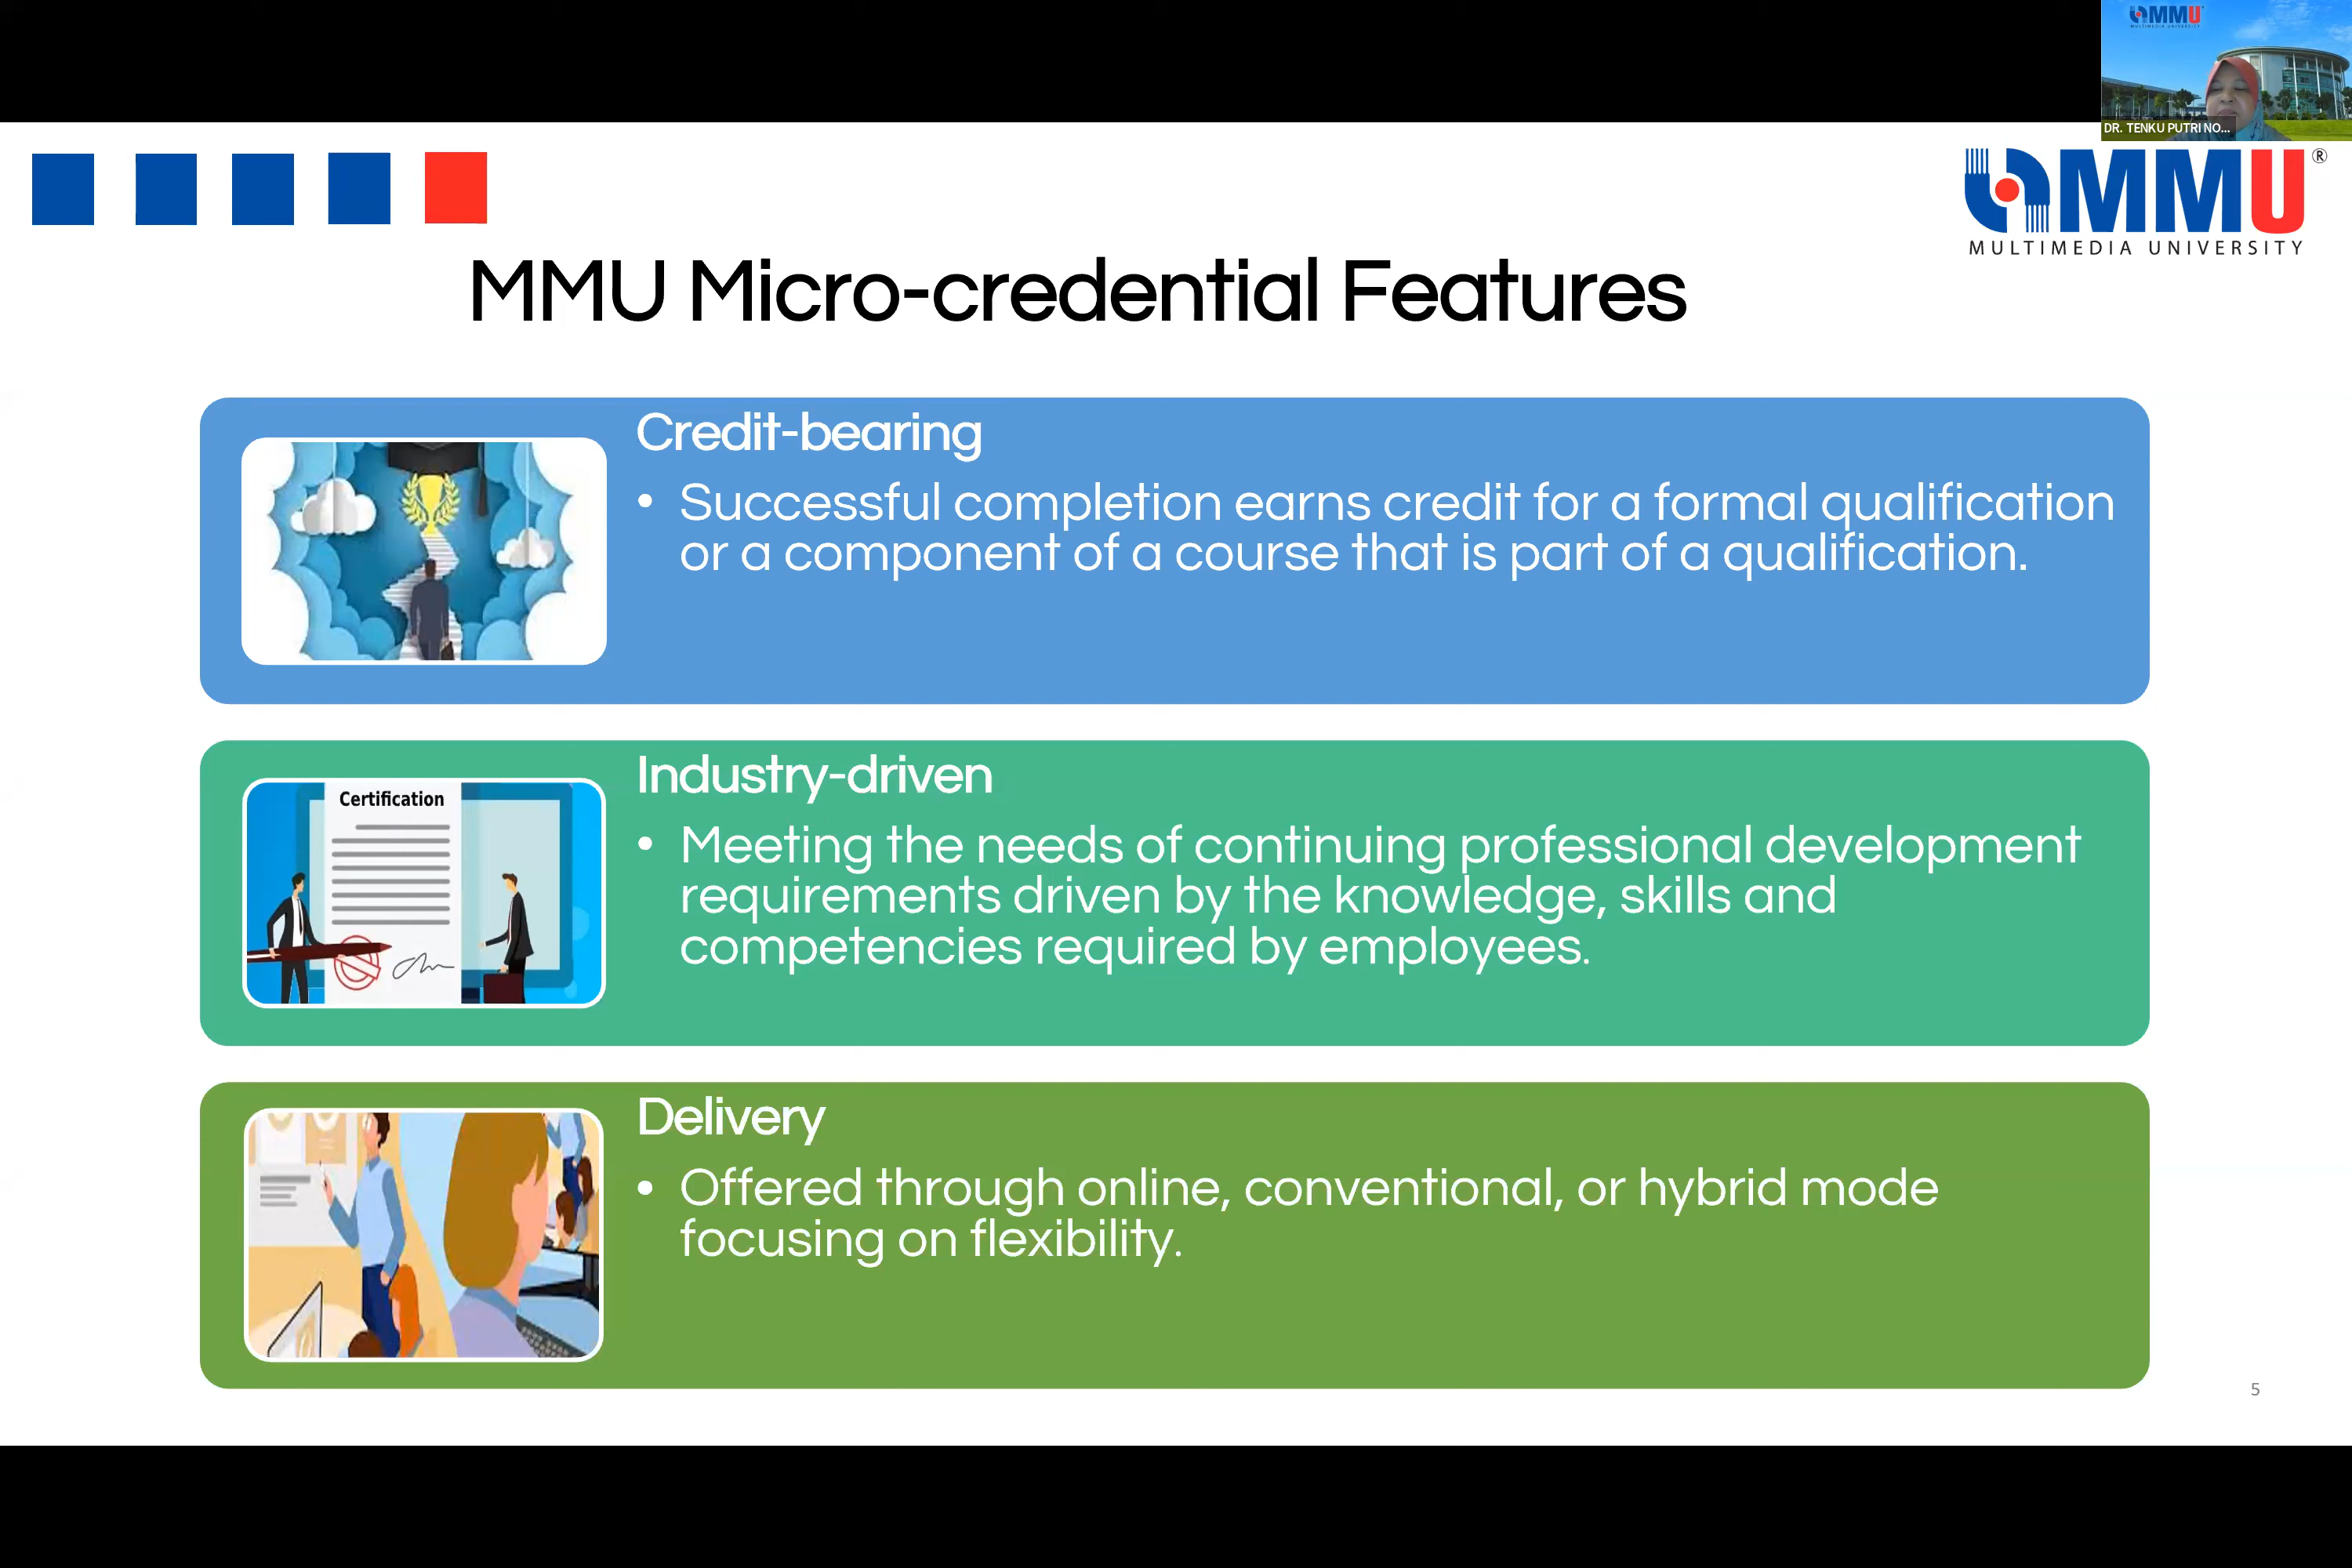 MMU
MULTIMEDIA UNIVERSITY
DR. TENKU PUTRI NO...
MMU®
MULTIMEDIA UNIVERSITY
MMU Micro-credential Features
Credit-bearing
• Successful completion earns credit for a formal qualification
or a component of a course that is part of a qualification.
Certification
Industry-driven
• Meeting the needs of continuing professional development
requirements driven by the knowledge, skills and
competencies required by employees.
Delivery
• Offered through online, conventional, or hybrid mode
focusing on flexibility.
5